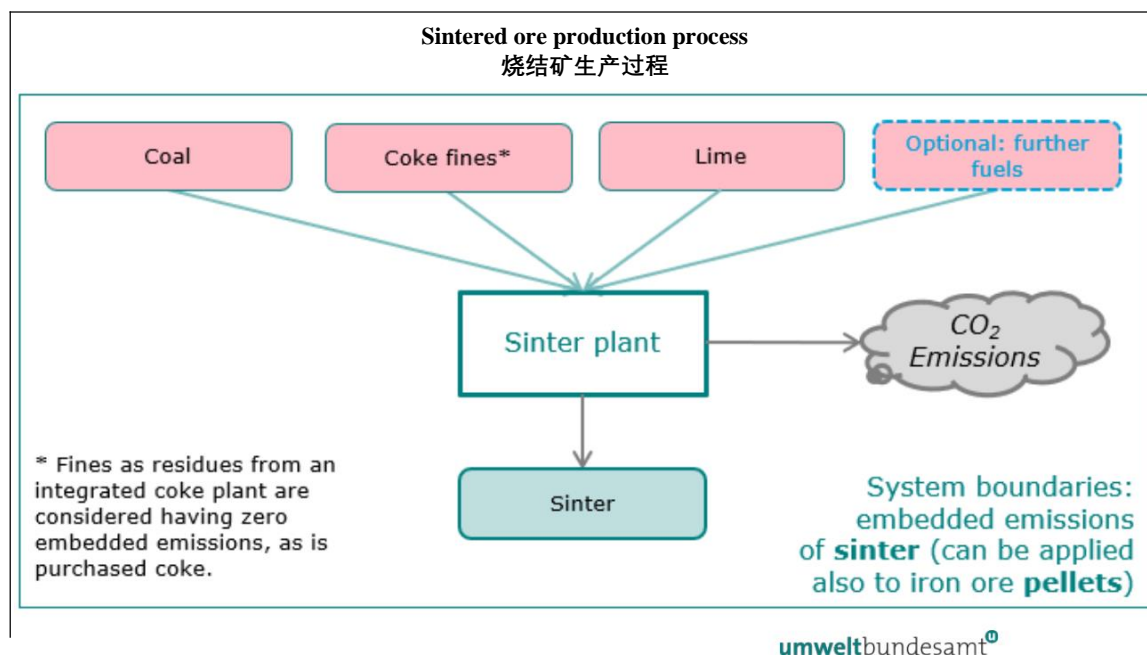 Sintered ore production process
烧结矿生产过程
Coal
Coke fines*
Lime
Optional: further
fuels
Sinter plant
CO2
Emissions
* Fines as residues from an
integrated coke plant are
considered having zero
embedded emissions, as is
purchased coke.
Sinter
System boundaries:
embedded emissions
of sinter (can be applied
also to iron ore pellets)
umweltbundesamt